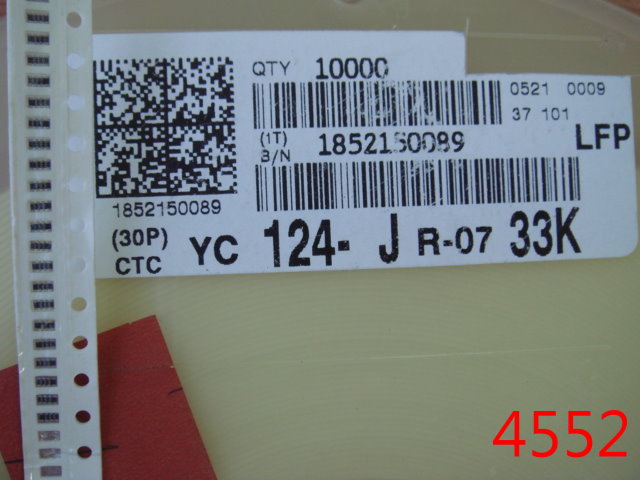 QTY 10000
0521 0009
37 101
(1T)
B/N 1852150089
LFP
1852150089
(30P)
CTC
YC 124- J R-07 33K
4552